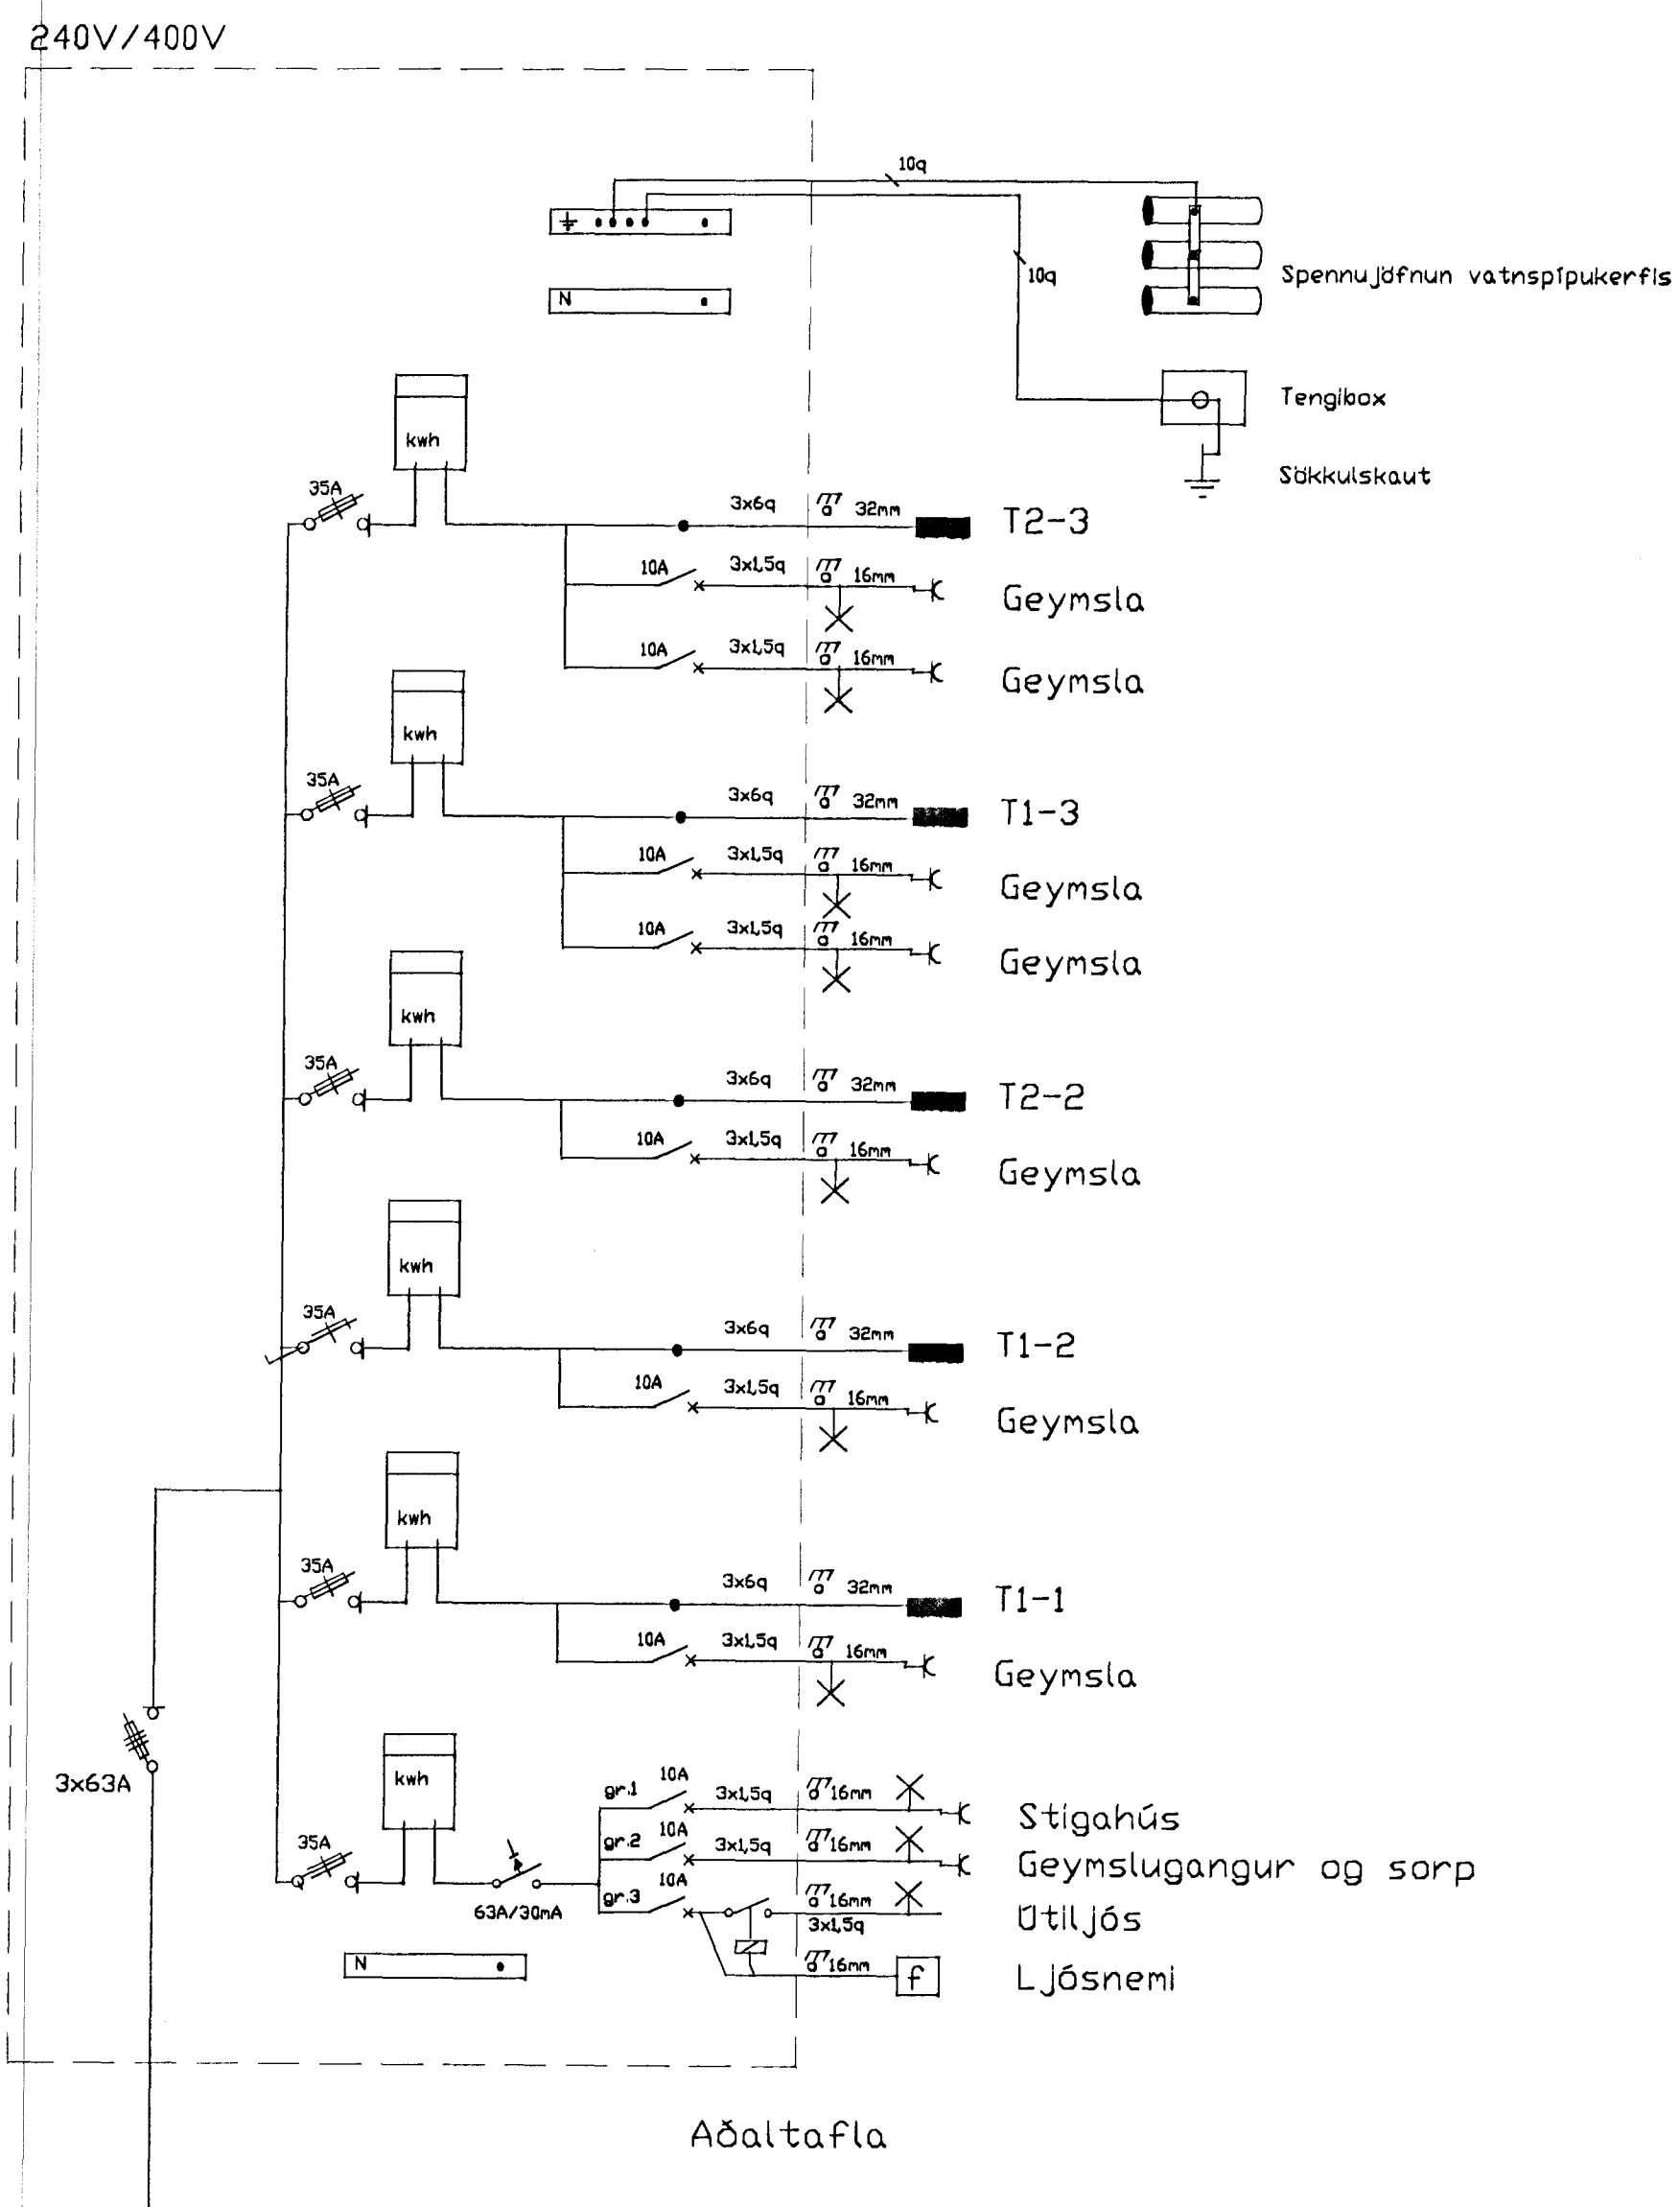 240V/400V
10q
10q
Spennujöfnun vatnspípukerfis
N
Tengibox
Sökkulskaut
kwh
35A
3x6q 32mm T2-3
10A 3x1,5q 16mm Geymsla
10A 3x1,5q 16mm Geymsla
kwh
35A
3x6q 32mm T1-3
10A 3x1,5q 16mm Geymsla
10A 3x1,5q 16mm Geymsla
kwh
35A
3x6q 32mm T2-2
10A 3x1,5q 16mm Geymsla
kwh
35A
3x6q 32mm T1-2
10A 3x1,5q 16mm Geymsla
kwh
35A
3x6q 32mm T1-1
10A 3x1,5q 16mm Geymsla
3x63A
kwh
35A
63A/30mA
gr.1 10A 3x1,5q 16mm Stigahús
gr.2 10A 3x1,5q 16mm Geymslugangur og sorp
gr.3 10A 16mm Útiljós
3x1,5q
N
16mm f Ljósnemi
Aðaltafla